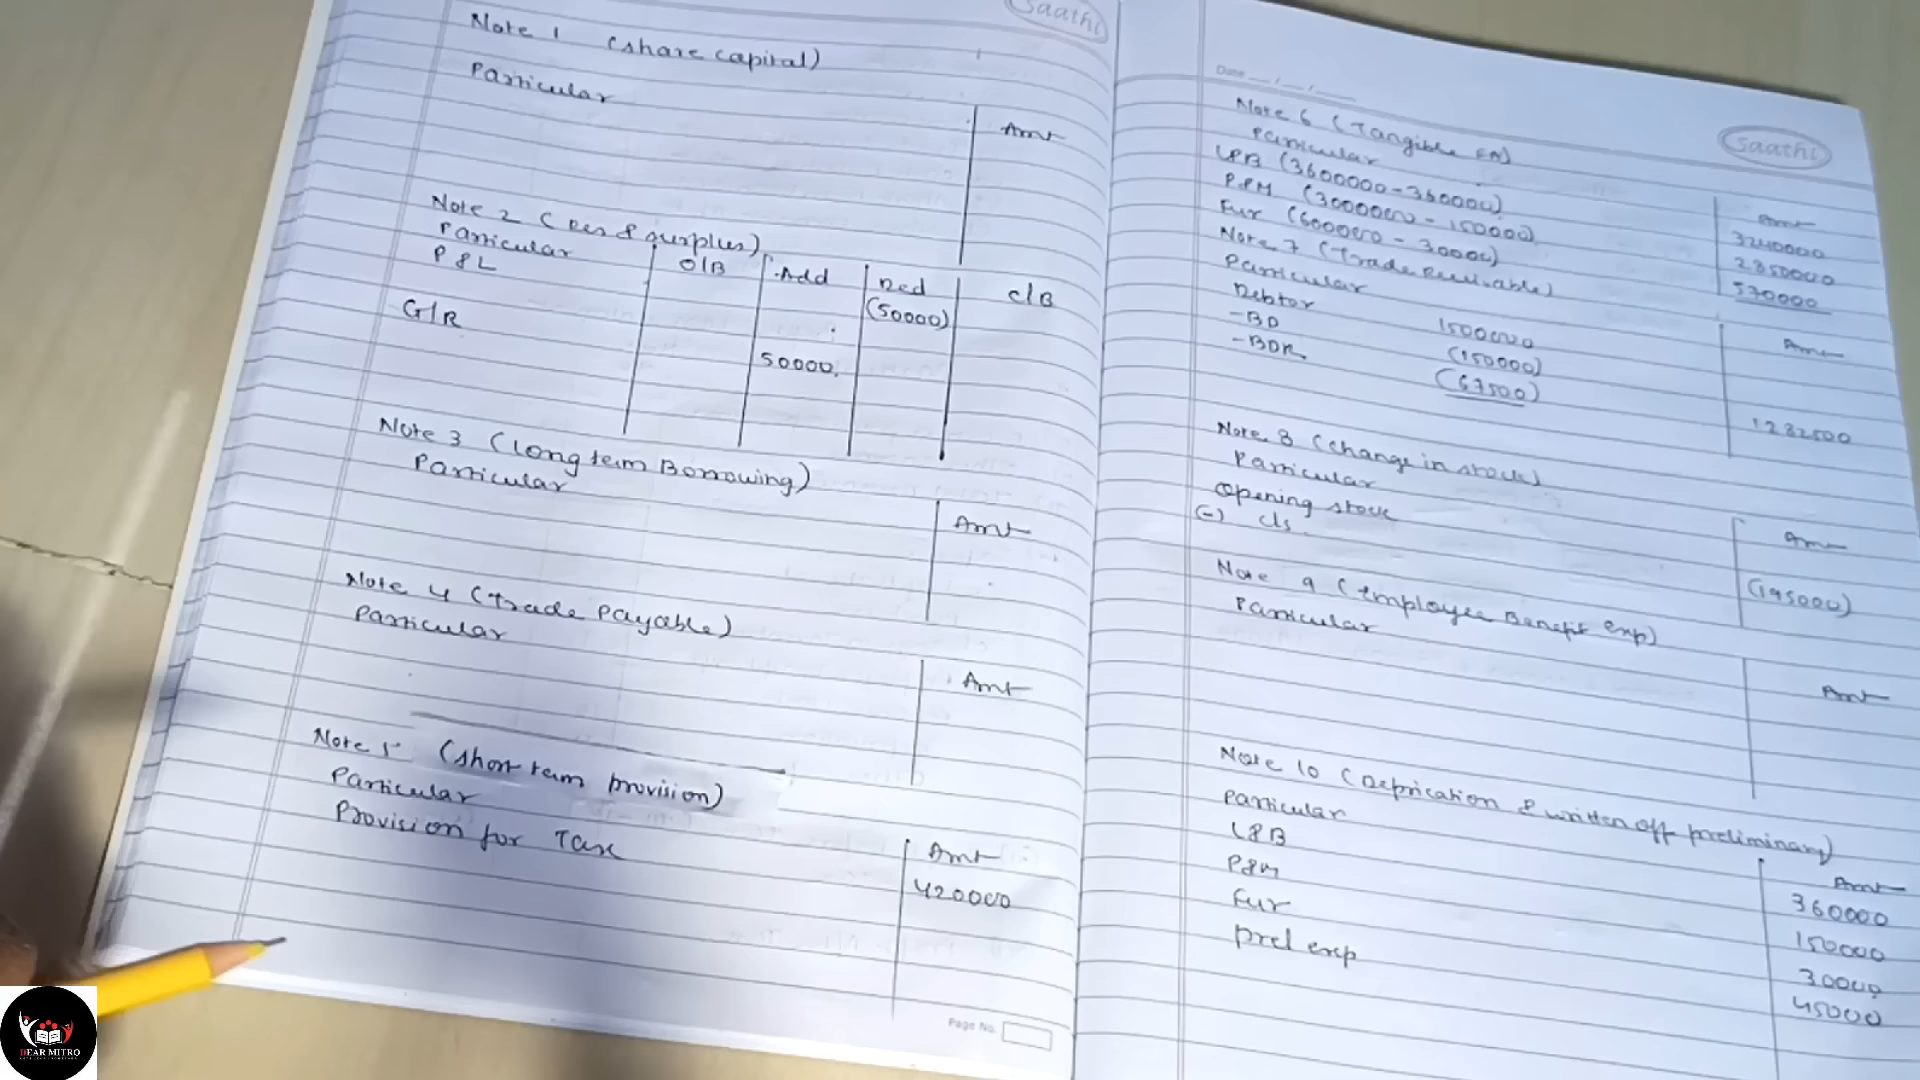 Saathi
Note 1 (share capital)
Particular
Amt
Note 2 (Res & surplus)
Particular O/B Add Ded C/B
P & L (50000)
G/R 50000
Note 3 (Long term Borrowing)
Particular Amt
Note 4 (Trade payable)
Particular Amt
Note 5 (short term provision)
Particular Amt
Provision for Tax 420000
Page No.
Date
Saathi
Note 6 (Tangible FA)
Particular Amt
L&B (3600000-360000) 3240000
P&M (3000000-150000) 2850000
Fur (600000-30000) 570000
Note 7 (Trade Receivable)
Particular Amt
Debtor 1500000
-BD (150000)
-BDR (67500) 1282500
Note 8 (Change in stock)
Particular Amt
Opening stock
(-) cls (195000)
Note 9 (Employee Benefit exp)
Particular Amt
Note 10 (Deprication & written off preliminary)
Particular Amt
L&B 360000
P&M 150000
Fur 30000
prel exp 45000
DEAR MITRO